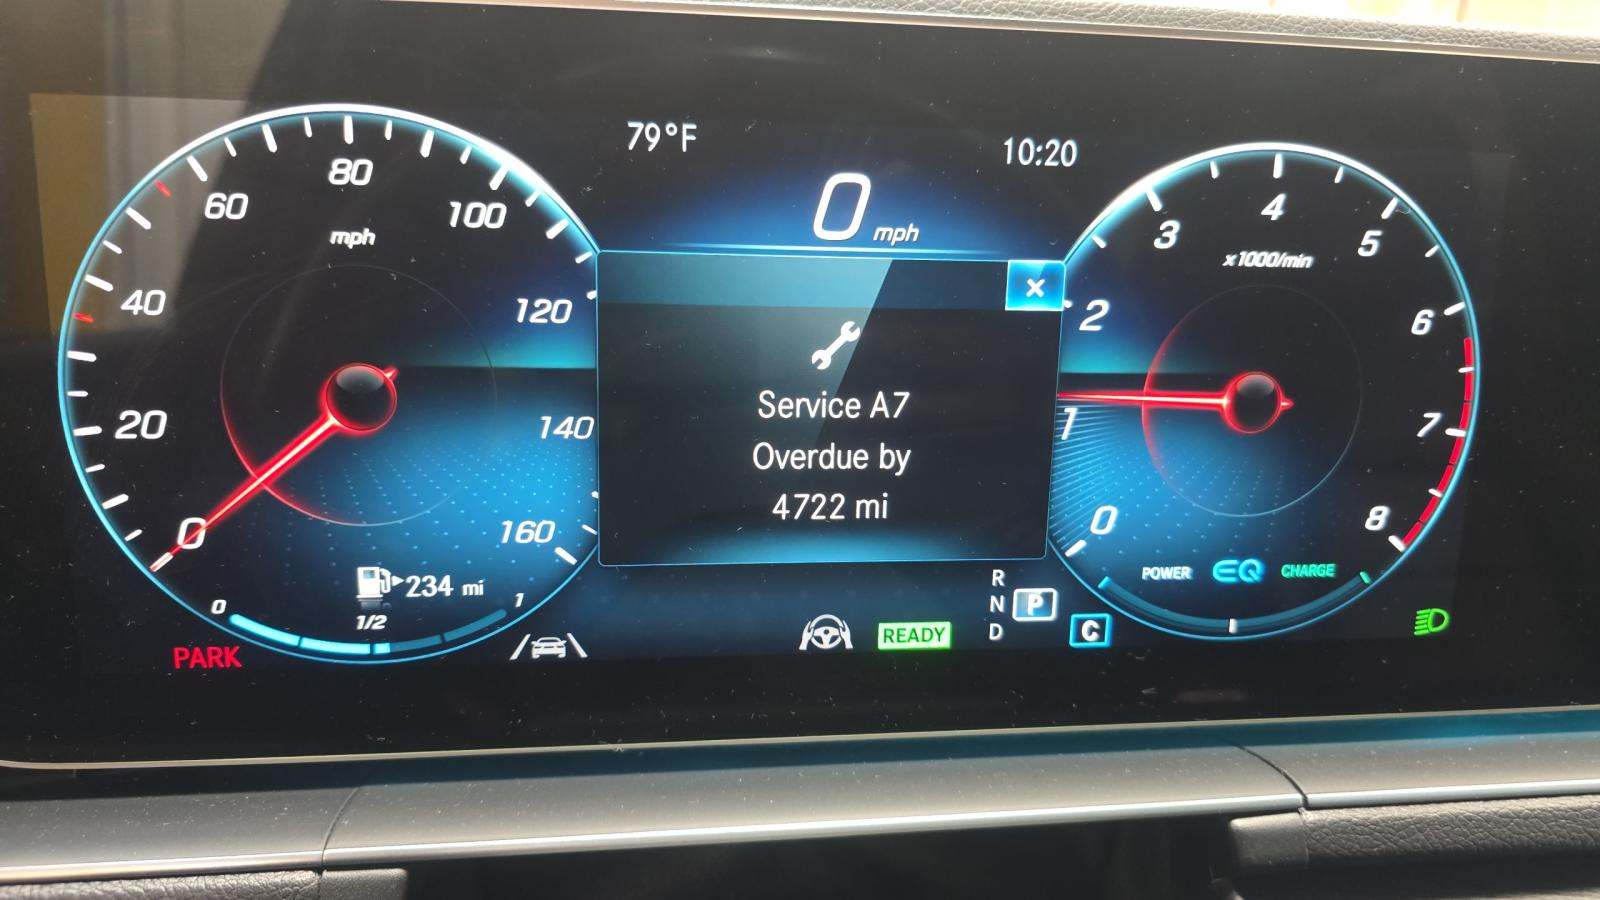 79°F
10:20
0 mph
80
60
100
mph
40
120
20
140
0
160
234 mi
0
1/2
1
PARK
×
Service A7
Overdue by
4722 mi
READY
R
N
D
P
C
4
3
5
x1000/min
2
6
1
7
0
8
POWER EQ CHARGE